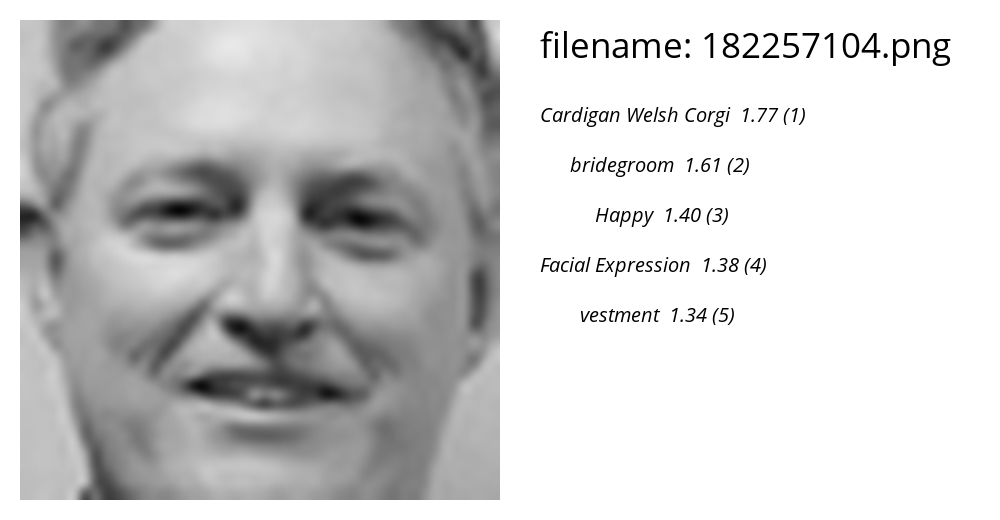 filename: 182257104.png
Cardigan Welsh Corgi 1.77 (1)
bridegroom 1.61 (2)
Happy 1.40 (3)
Facial Expression 1.38 (4)
vestment 1.34 (5)